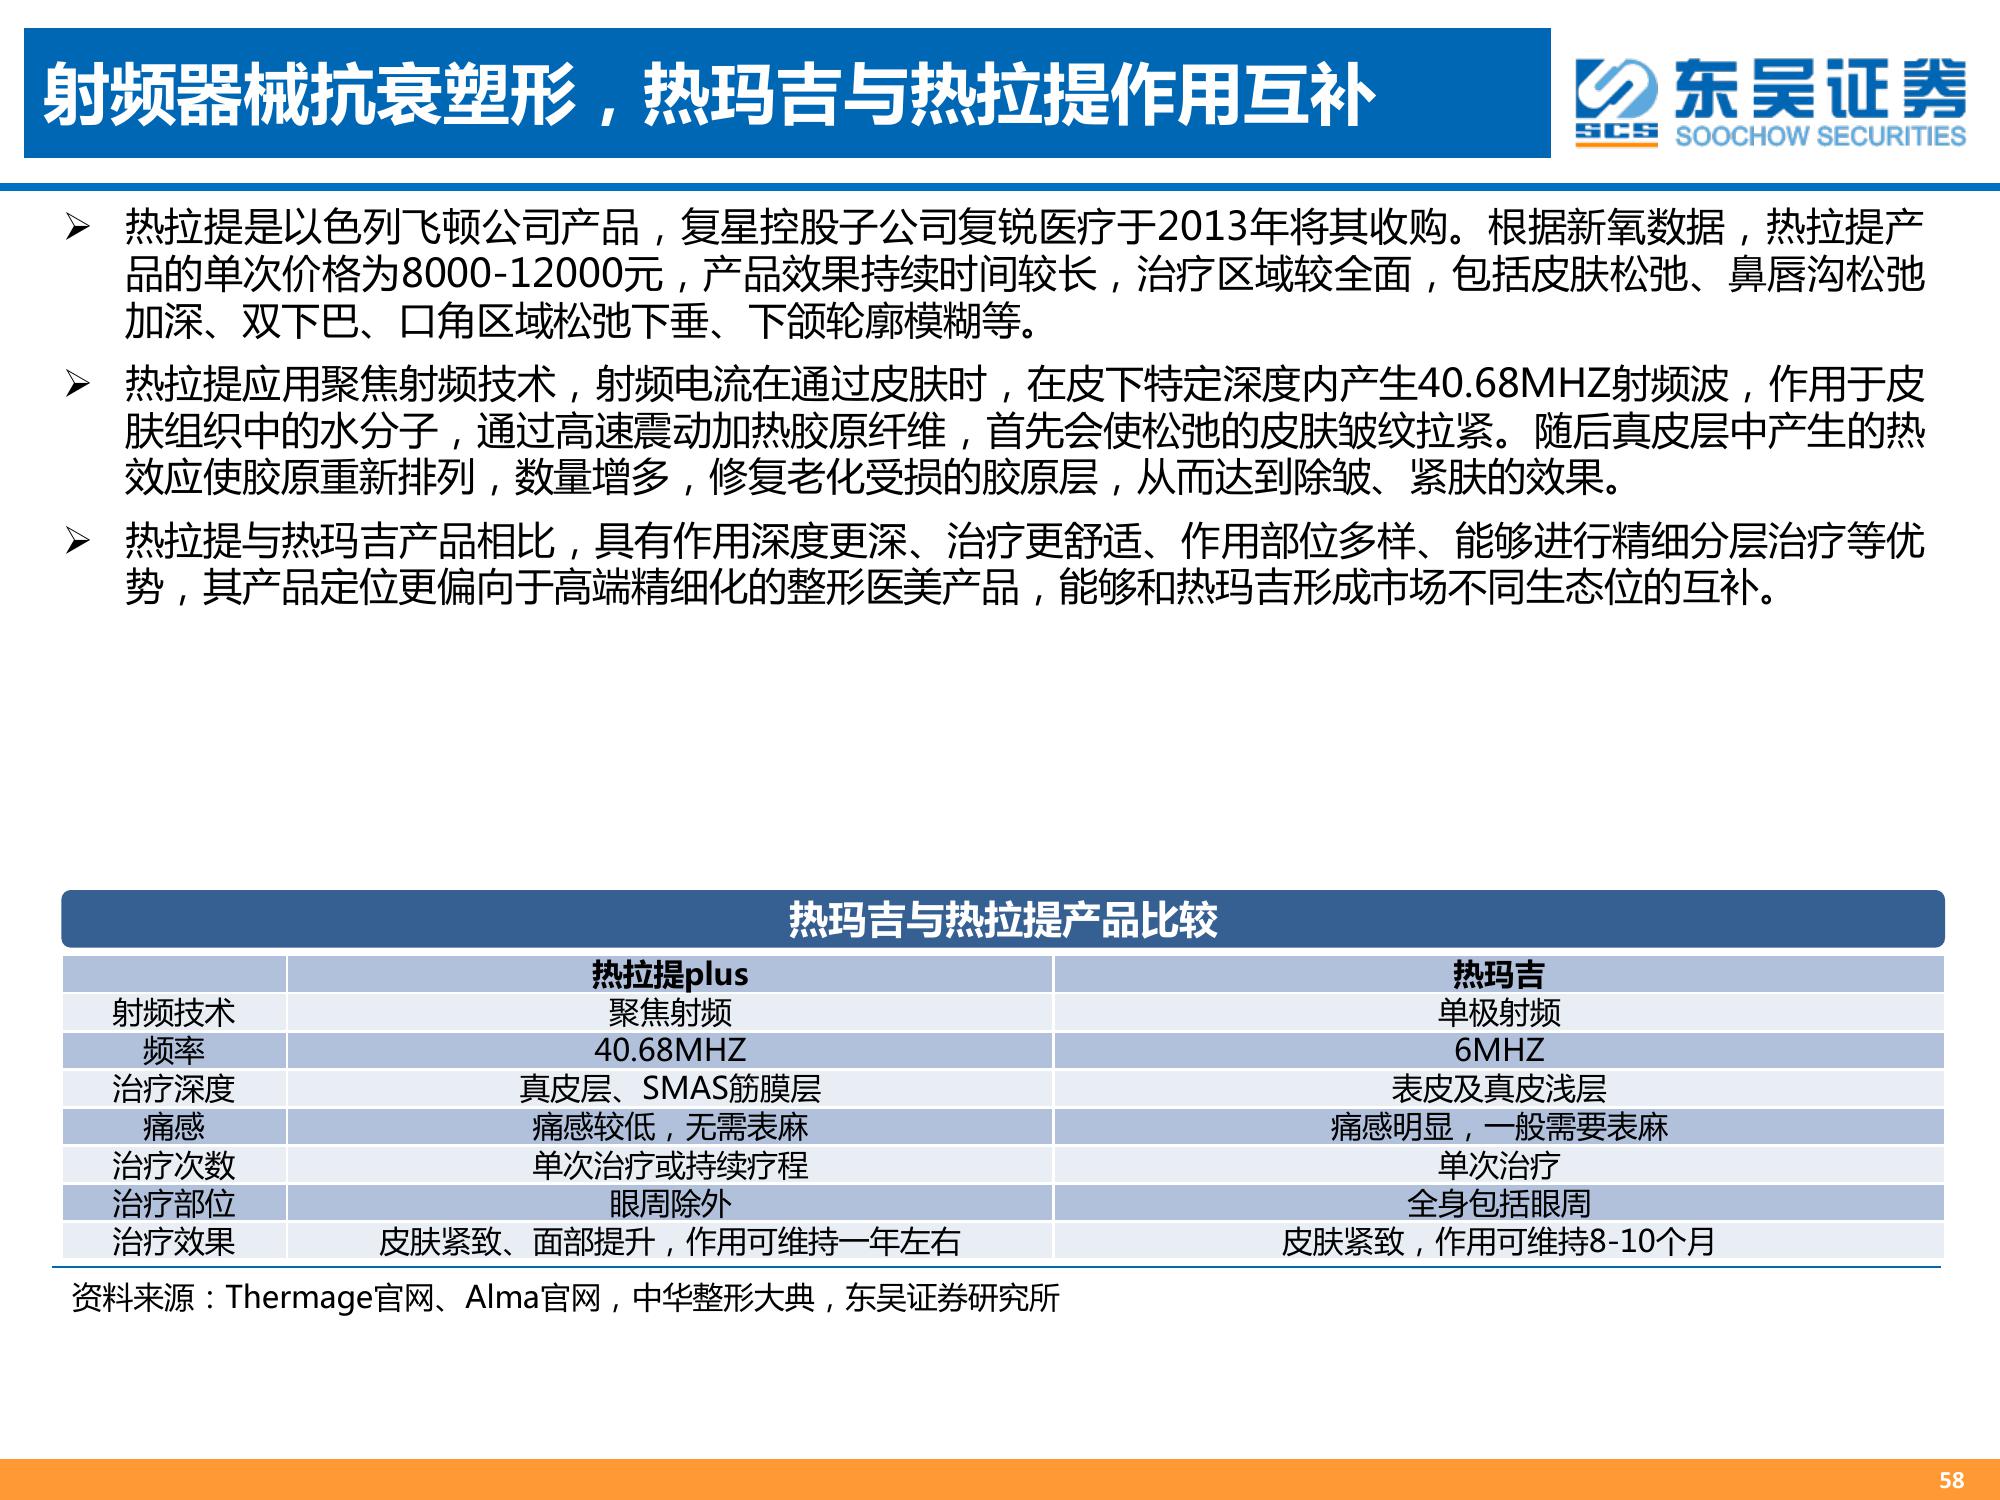 射频器械抗衰塑形，热玛吉与热拉提作用互补
东吴证券
SCS
SOOCHOW SECURITIES
➢ 热拉提是以色列飞顿公司产品，复星控股子公司复锐医疗于2013年将其收购。根据新氧数据，热拉提产
品的单次价格为8000-12000元，产品效果持续时间较长，治疗区域较全面，包括皮肤松弛、鼻唇沟松弛
加深、双下巴、口角区域松弛下垂、下颌轮廓模糊等。
➢ 热拉提应用聚焦射频技术，射频电流在通过皮肤时，在皮下特定深度内产生40.68MHZ射频波，作用于皮
肤组织中的水分子，通过高速震动加热胶原纤维，首先会使松弛的皮肤皱纹拉紧。随后真皮层中产生的热
效应使胶原重新排列，数量增多，修复老化受损的胶原层，从而达到除皱、紧肤的效果。
➢ 热拉提与热玛吉产品相比，具有作用深度更深、治疗更舒适、作用部位多样、能够进行精细分层治疗等优
势，其产品定位更偏向于高端精细化的整形医美产品，能够和热玛吉形成市场不同生态位的互补。
热玛吉与热拉提产品比较
热拉提plus 热玛吉
射频技术 聚焦射频 单极射频
频率 40.68MHZ 6MHZ
治疗深度 真皮层、SMAS筋膜层 表皮及真皮浅层
痛感 痛感较低，无需表麻 痛感明显，一般需要表麻
治疗次数 单次治疗或持续疗程 单次治疗
治疗部位 眼周除外 全身包括眼周
治疗效果 皮肤紧致、面部提升，作用可维持一年左右 皮肤紧致，作用可维持8-10个月
资料来源：Thermage官网、Alma官网，中华整形大典，东吴证券研究所
58